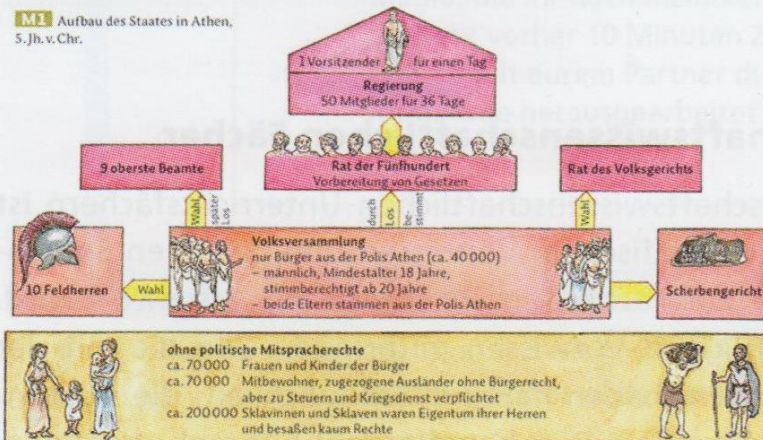 M1 Aufbau des Staates in Athen,
5. Jh. v. Chr.
1 Vorsitzender für einen Tag
Regierung
50 Mitglieder für 36 Tage
9 oberste Beamte
Rat der Fünfhundert
Vorbereitung von Gesetzen
Rat des Volksgerichts
Wahl
später
Los
durch
Los
be-
stimmt
Wahl
Volksversammlung
nur Bürger aus der Polis Athen (ca. 40 000)
– männlich, Mindestalter 18 Jahre,
stimmberechtigt ab 20 Jahre
– beide Eltern stammen aus der Polis Athen
10 Feldherren
Wahl
Scherbengericht
ohne politische Mitspracherechte
ca. 70 000 Frauen und Kinder der Bürger
ca. 70 000 Mitbewohner, zugezogene Ausländer ohne Bürgerrecht,
aber zu Steuern und Kriegsdienst verpflichtet
ca. 200 000 Sklavinnen und Sklaven waren Eigentum ihrer Herren
und besaßen kaum Rechte